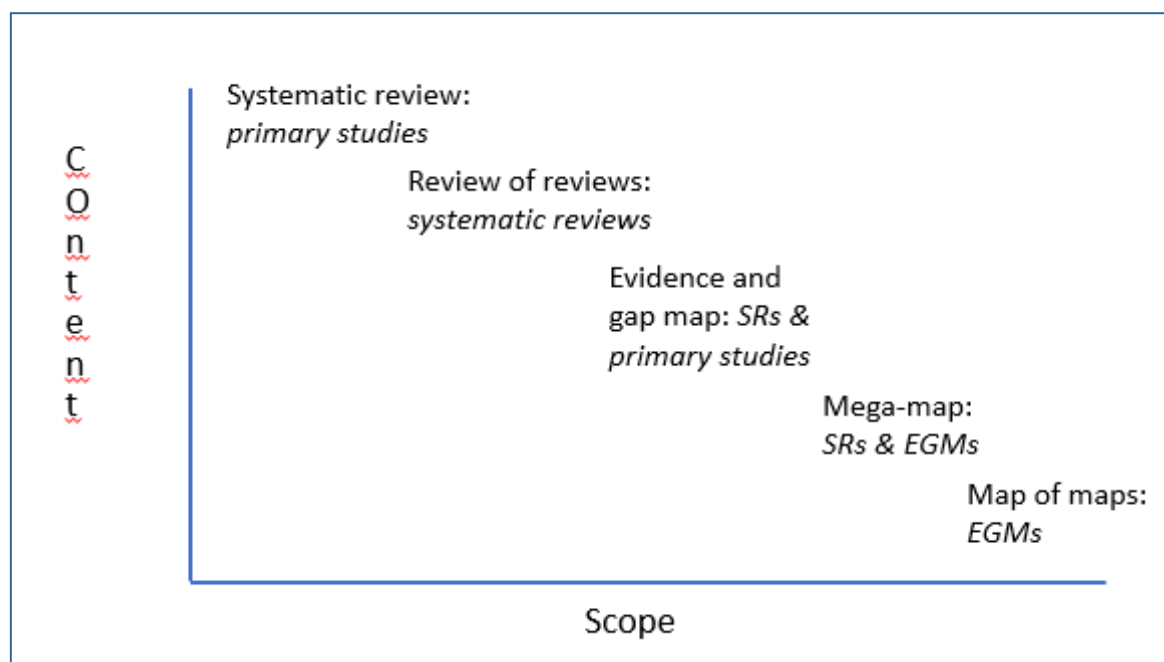 Systematic review:
primary studies
C
O
n
t
e
n
t
Review of reviews:
systematic reviews
Evidence and
gap map: SRs &
primary studies
Mega-map:
SRs & EGMs
Map of maps:
EGMs
Scope